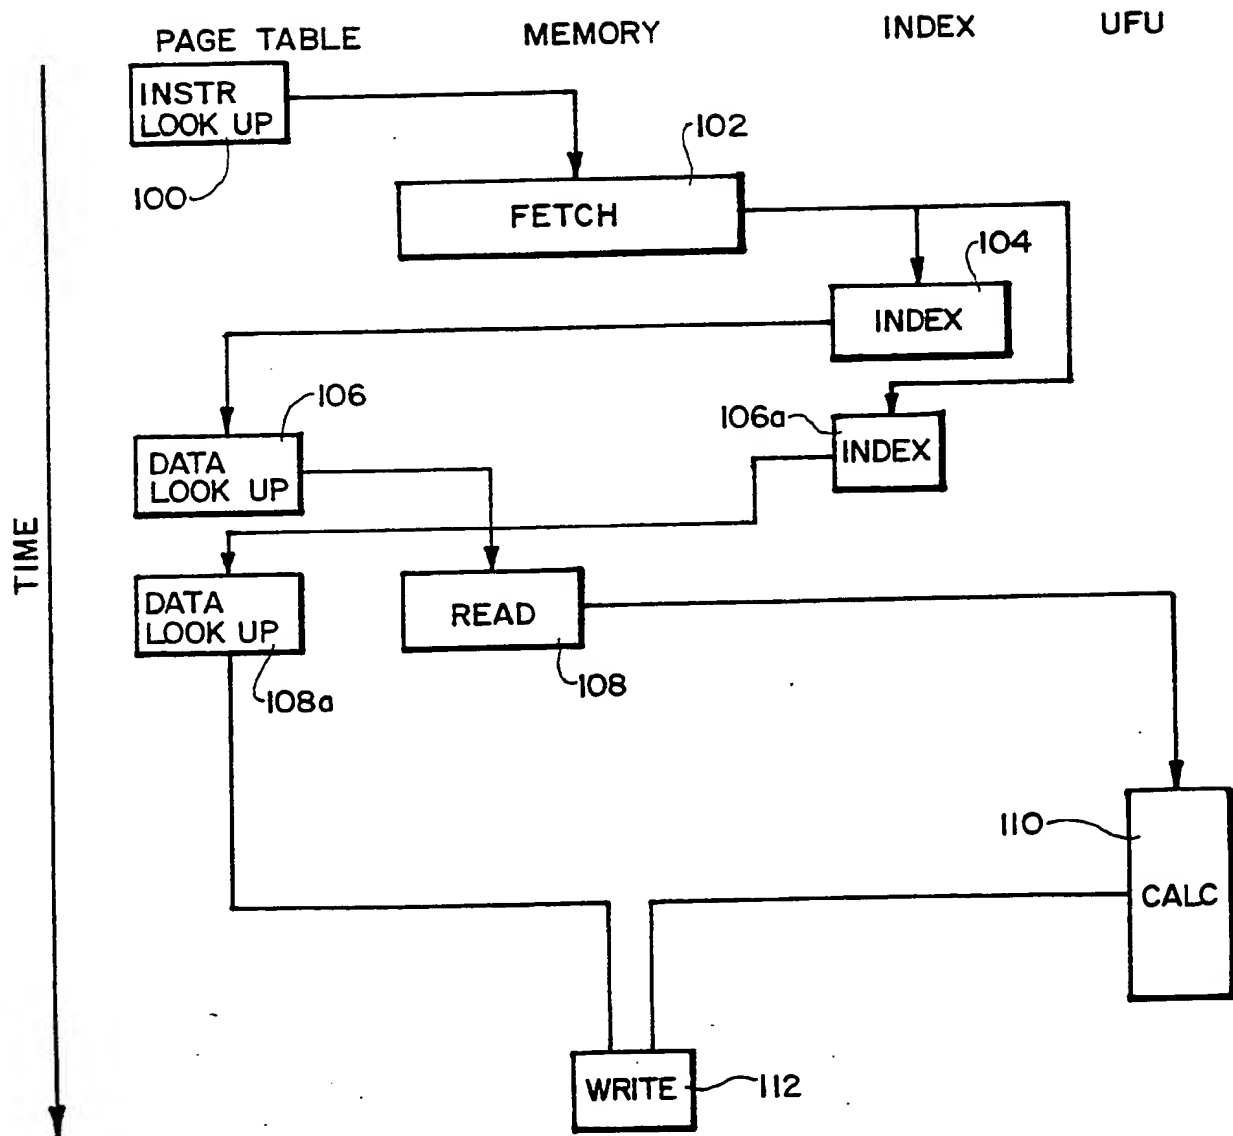 PAGE TABLE
MEMORY
INDEX
UFU
INSTR
LOOK UP
100
102
FETCH
104
INDEX
106
106a
INDEX
DATA
LOOK UP
TIME
DATA
LOOK UP
READ
108a
108
110
CALC
WRITE
112